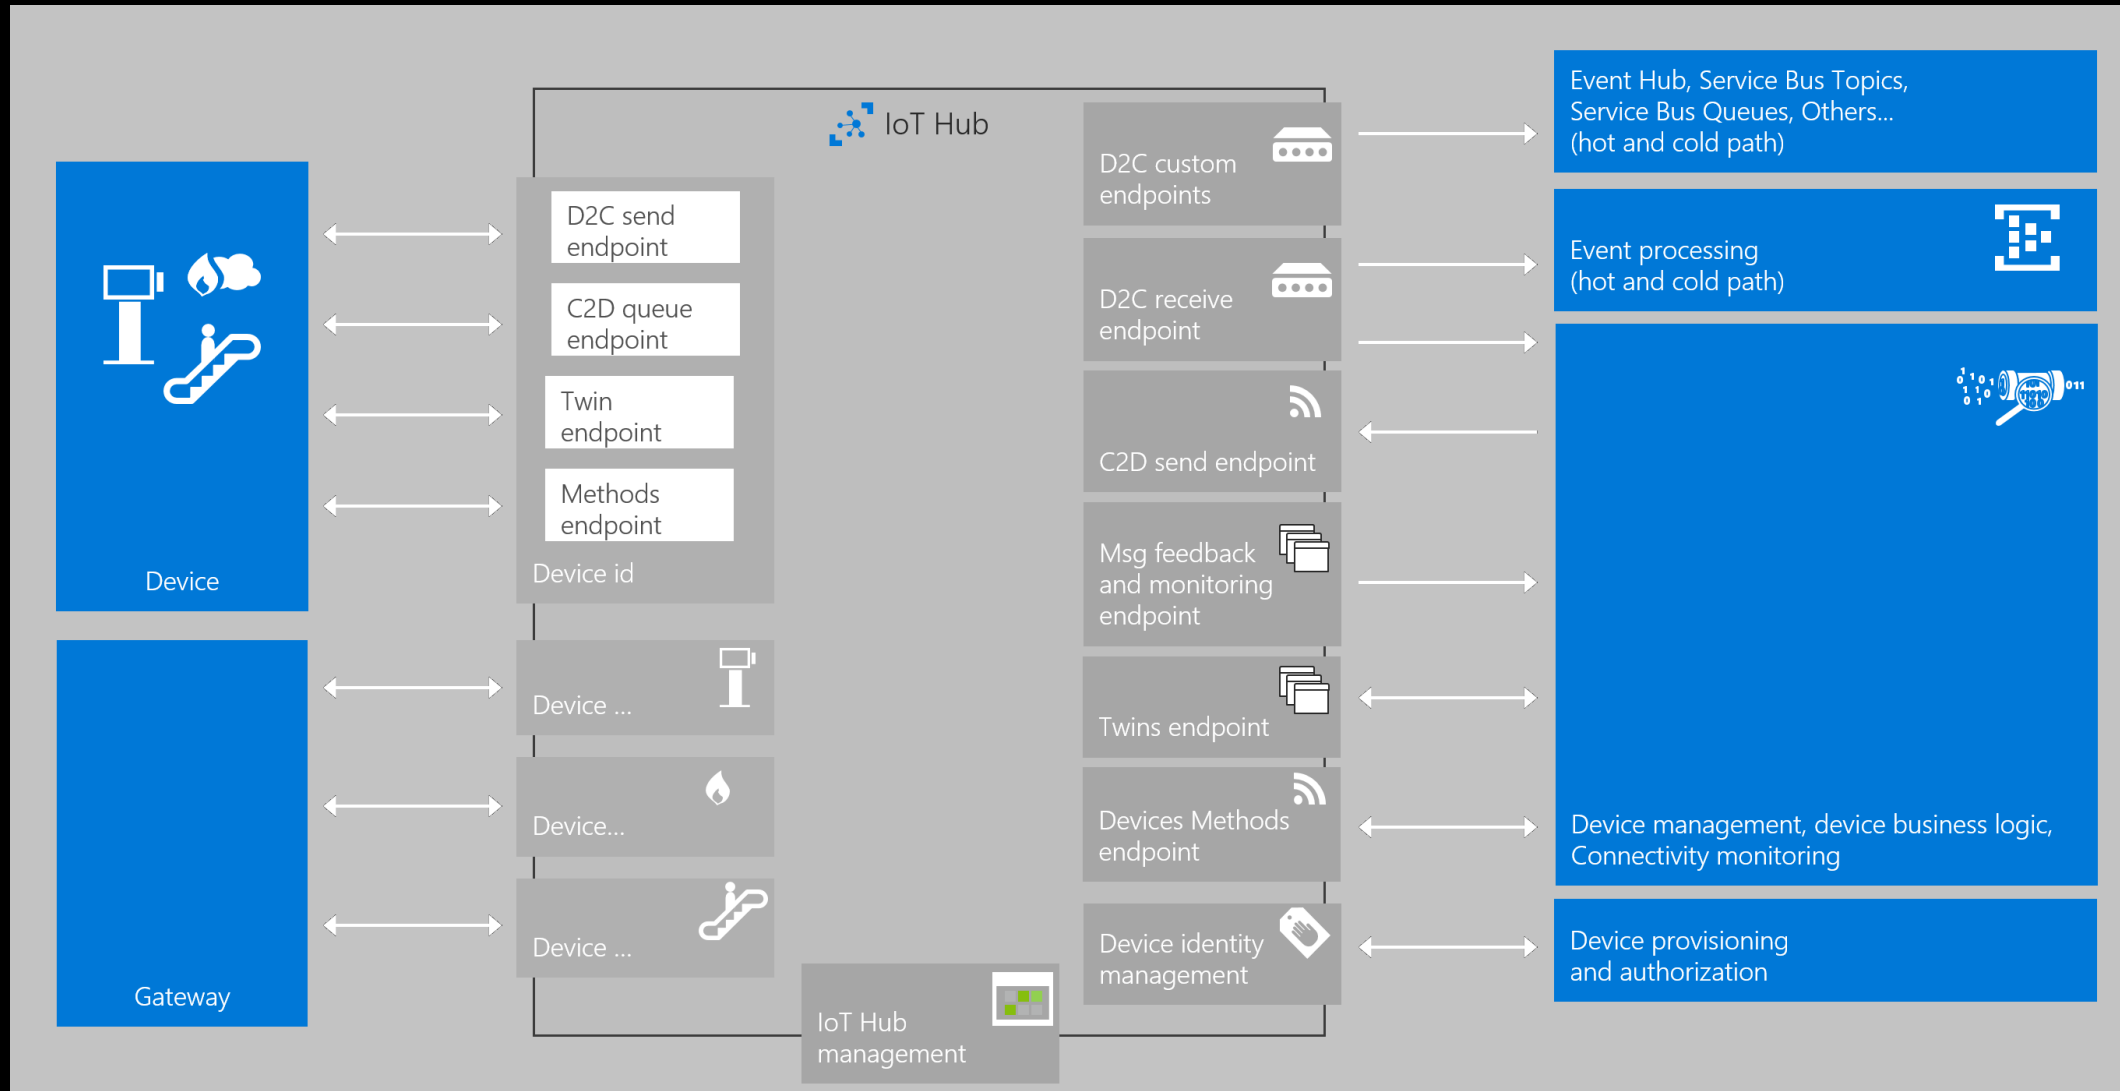 IoT Hub
Device
Gateway
D2C send
endpoint
C2D queue
endpoint
Twin
endpoint
Methods
endpoint
Device id
Device ...
Device...
Device ...
IoT Hub
management
D2C custom
endpoints
D2C receive
endpoint
C2D send endpoint
Msg feedback
and monitoring
endpoint
Twins endpoint
Devices Methods
endpoint
Device identity
management
Event Hub, Service Bus Topics,
Service Bus Queues, Others...
(hot and cold path)
Event processing
(hot and cold path)
Device management, device business logic,
Connectivity monitoring
Device provisioning
and authorization